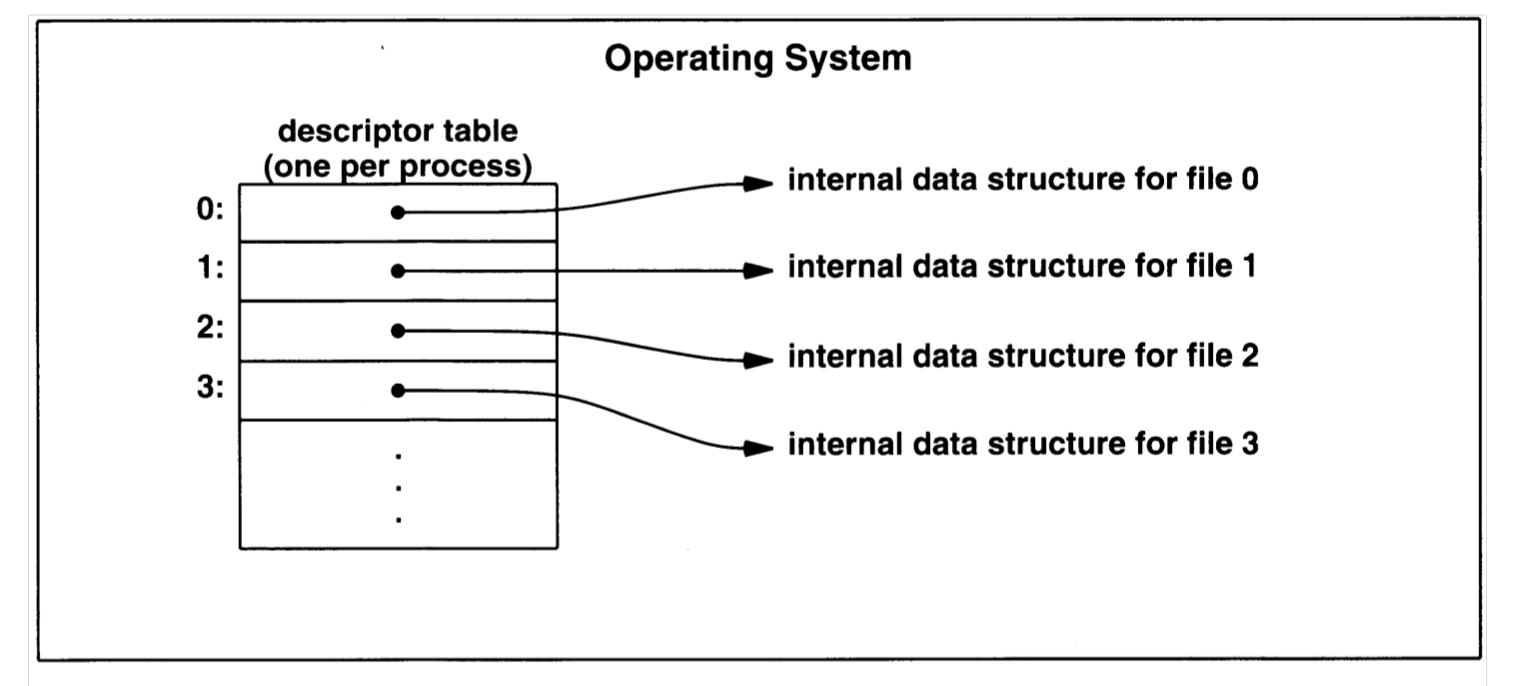 Operating System
descriptor table
(one per process)
0:
internal data structure for file 0
1:
internal data structure for file 1
2:
internal data structure for file 2
3:
internal data structure for file 3
.
.
.